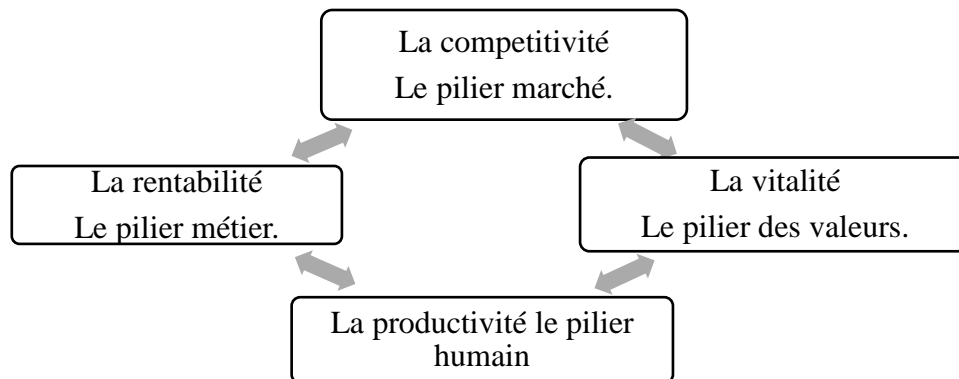 La competitivité
Le pilier marché.
La rentabilité
Le pilier métier.
La vitalité
Le pilier des valeurs.
La productivité le pilier
humain